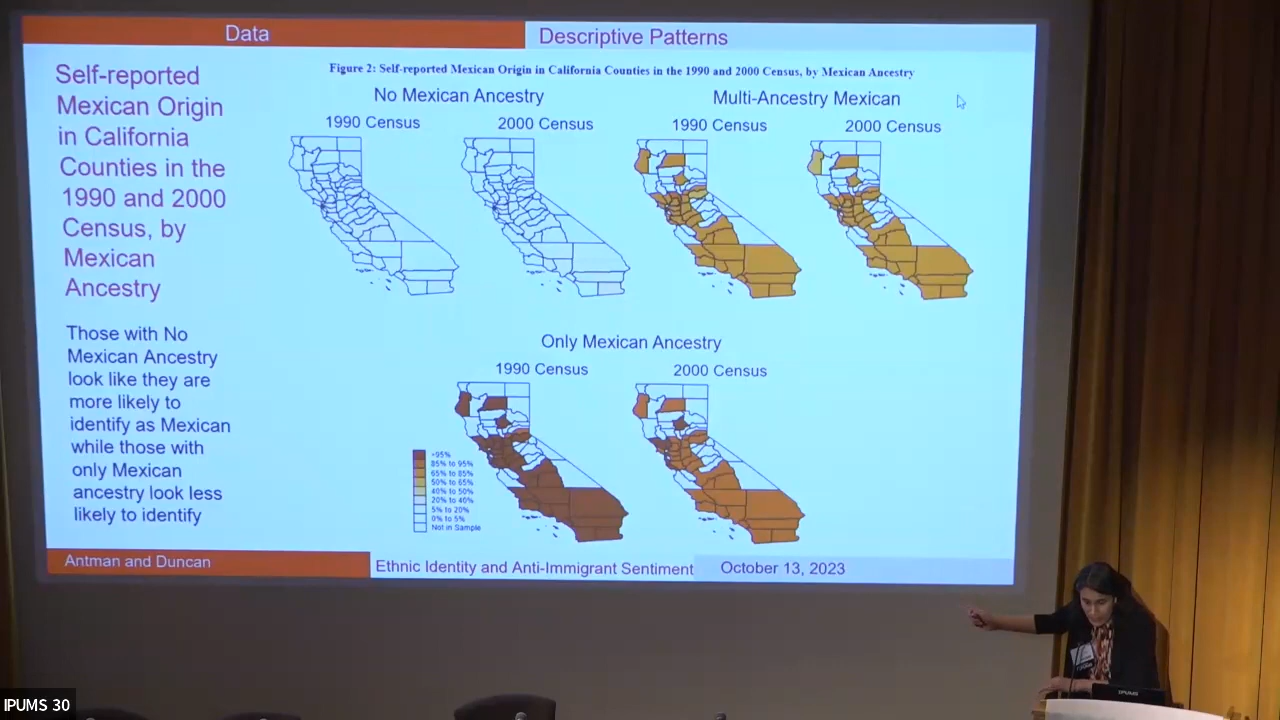 Data
Descriptive Patterns
Self-reported
Mexican Origin
in California
Counties in the
1990 and 2000
Census, by
Mexican
Ancestry
Those with No
Mexican Ancestry
look like they are
more likely to
identify as Mexican
while those with
only Mexican
ancestry look less
likely to identify
Figure 2: Self-reported Mexican Origin in California Counties in the 1990 and 2000 Census, by Mexican Ancestry
No Mexican Ancestry
1990 Census
2000 Census
Multi-Ancestry Mexican
1990 Census
2000 Census
Only Mexican Ancestry
1990 Census
2000 Census
>95%
85% to 95%
65% to 85%
50% to 65%
40% to 50%
20% to 40%
5% to 20%
0% to 5%
Not in Sample
Antman and Duncan
Ethnic Identity and Anti-Immigrant Sentiment
October 13, 2023
IPUMS
IPUMS 30